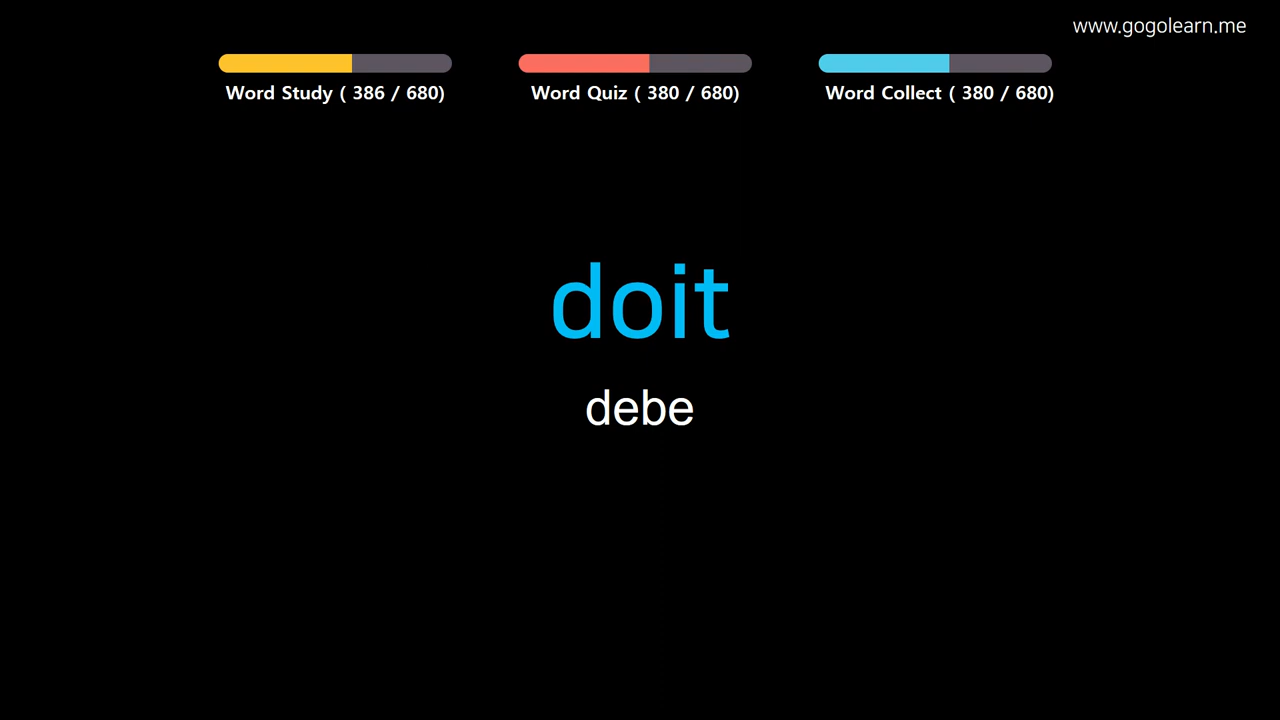 www.gogolearn.me
Word Study ( 386 / 680)
Word Quiz ( 380 / 680)
Word Collect ( 380 / 680)
doit
debe